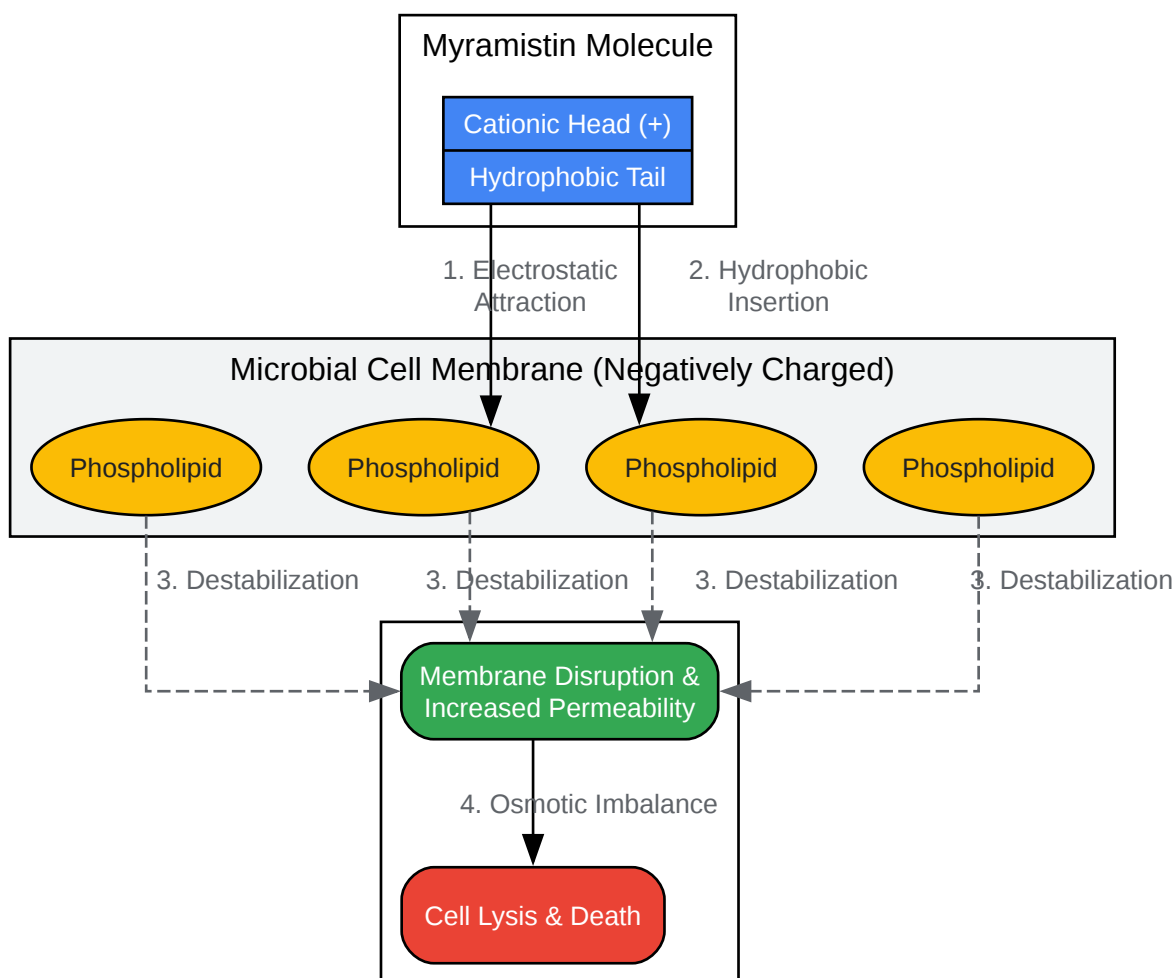 Myramistin Molecule
Cationic Head (+)
Hydrophobic Tail
1. Electrostatic
Attraction
2. Hydrophobic
Insertion
Microbial Cell Membrane (Negatively Charged)
Phospholipid
Phospholipid
Phospholipid
Phospholipid
3. Destabilization
3. Destabilization
3. Destabilization
3. Destabilization
Membrane Disruption &
Increased Permeability
4. Osmotic Imbalance
Cell Lysis & Death